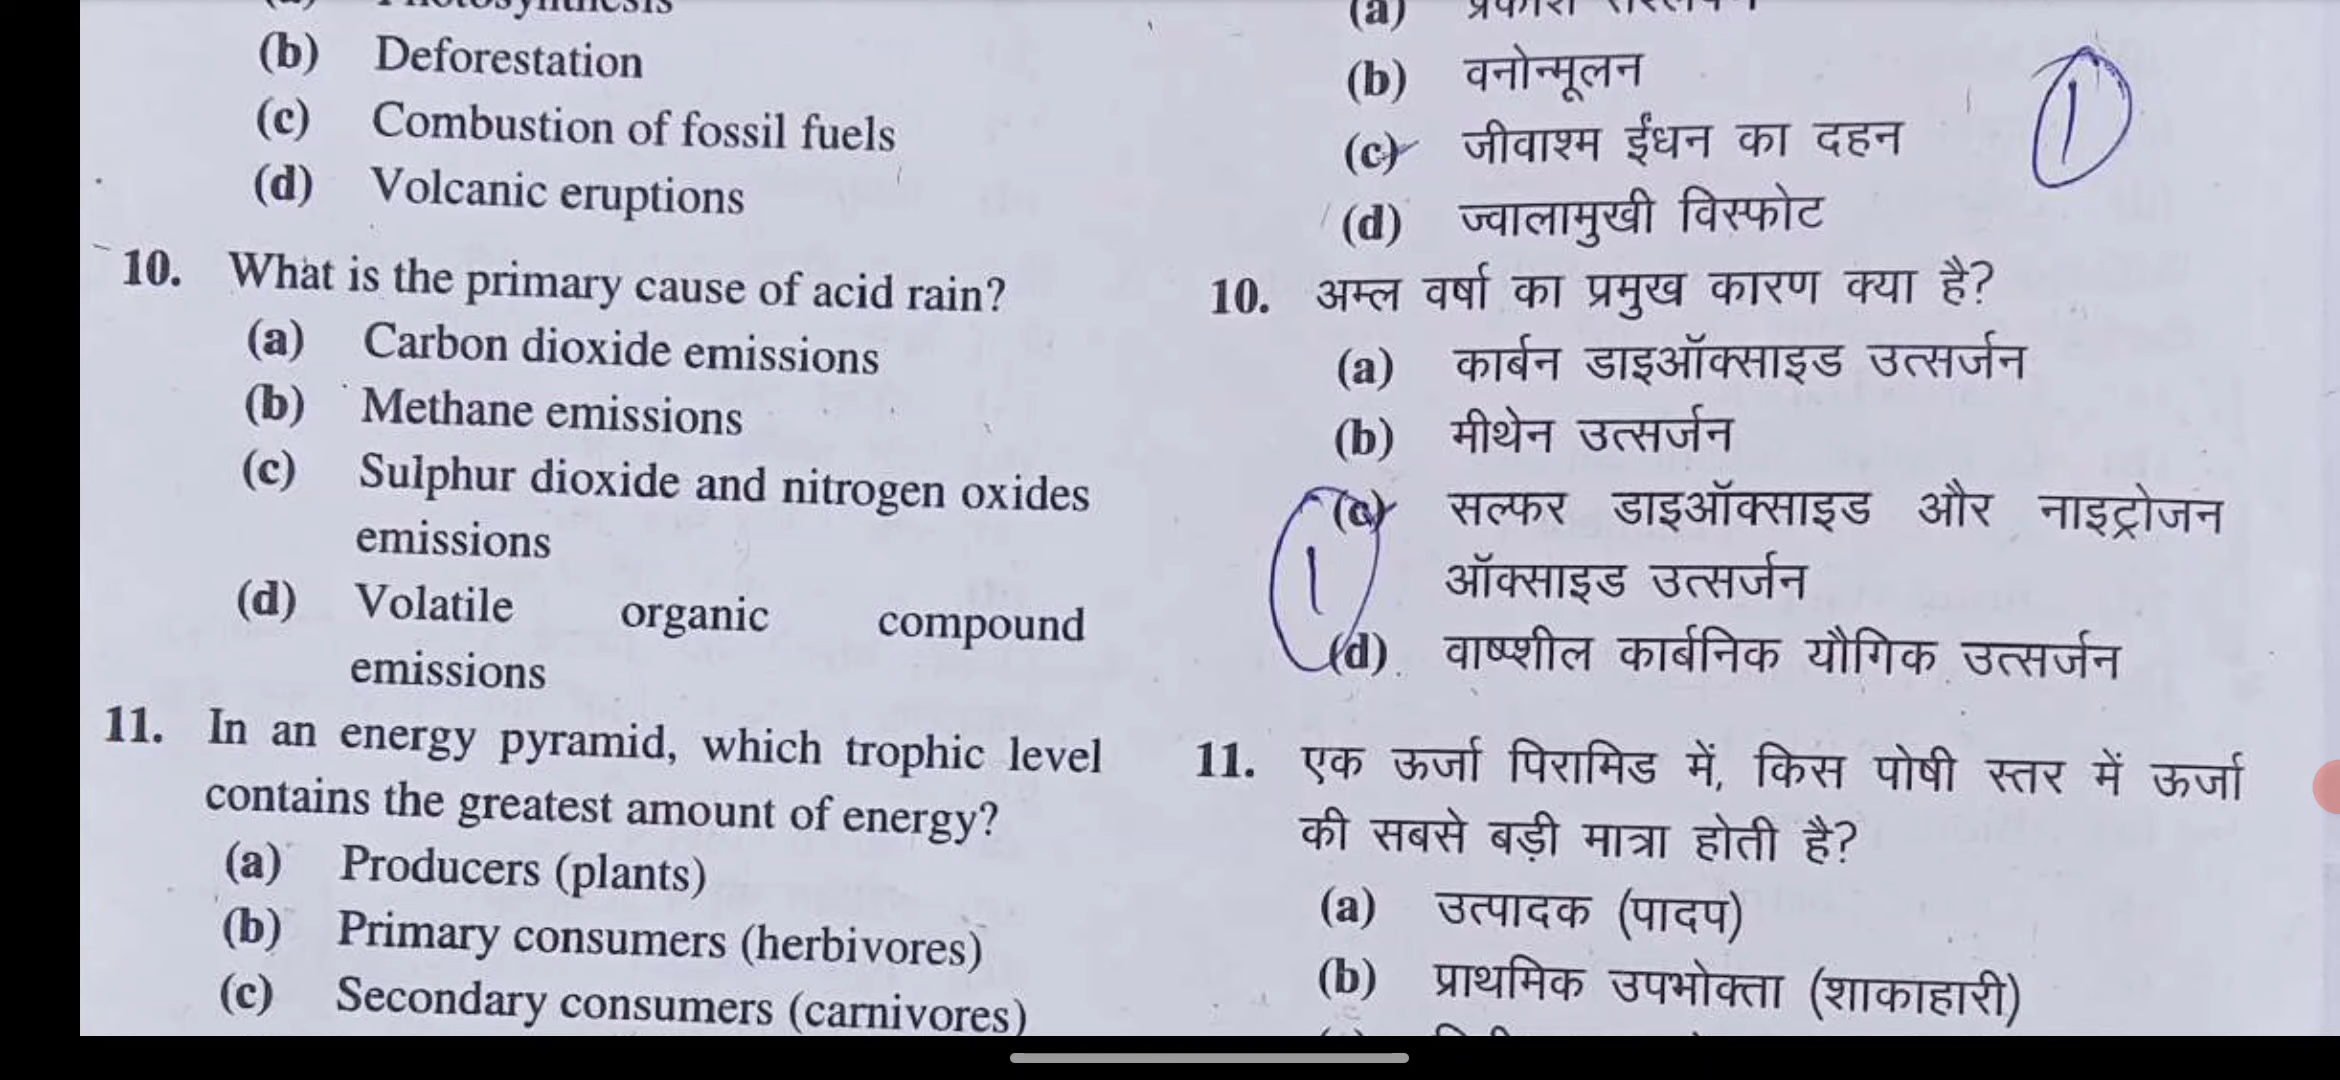 (b) Deforestation
(c) Combustion of fossil fuels
(d) Volcanic eruptions
10. What is the primary cause of acid rain?
(a) Carbon dioxide emissions
(b) Methane emissions
(c) Sulphur dioxide and nitrogen oxides
emissions
(d) Volatile organic compound
emissions
11. In an energy pyramid, which trophic level
contains the greatest amount of energy?
(a) Producers (plants)
(b) Primary consumers (herbivores)
(c) Secondary consumers (carnivores)
(b) वनोन्मूलन
(c) जीवाश्म ईंधन का दहन
1
(d) ज्वालामुखी विस्फोट
10. अम्ल वर्षा का प्रमुख कारण क्या है?
(a) कार्बन डाइऑक्साइड उत्सर्जन
(b) मीथेन उत्सर्जन
(c) सल्फर डाइऑक्साइड और नाइट्रोजन
1 ऑक्साइड उत्सर्जन
(d) वाष्पशील कार्बनिक यौगिक उत्सर्जन
11. एक ऊर्जा पिरामिड में, किस पोषी स्तर में ऊर्जा
की सबसे बड़ी मात्रा होती है?
(a) उत्पादक (पादप)
(b) प्राथमिक उपभोक्ता (शाकाहारी)